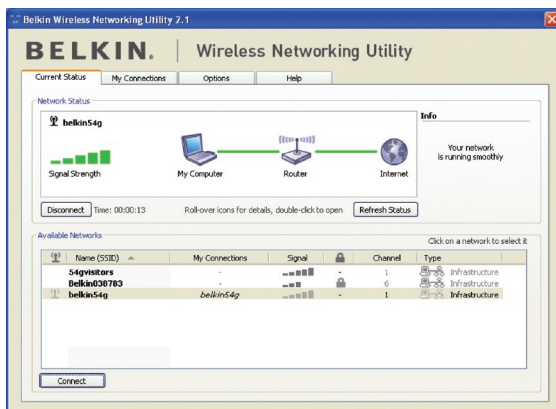 Belkin Wireless Networking Utility 2.1
BELKIN. | Wireless Networking Utility
Current Status My Connections Options Help
Network Status
belkin54g
Info
Your network
is running smoothly
Signal Strength My Computer Router Internet
Disconnect Time: 00:00:13 Roll-over icons for details, double-click to open Refresh Status
Available Networks
Click on a network to select it
Name (SSID) My Connections Signal Channel Type
54gvisitors - - 1 Infrastructure
Belkin038783 - 6 Infrastructure
belkin54g belkin54g - 1 Infrastructure
Connect